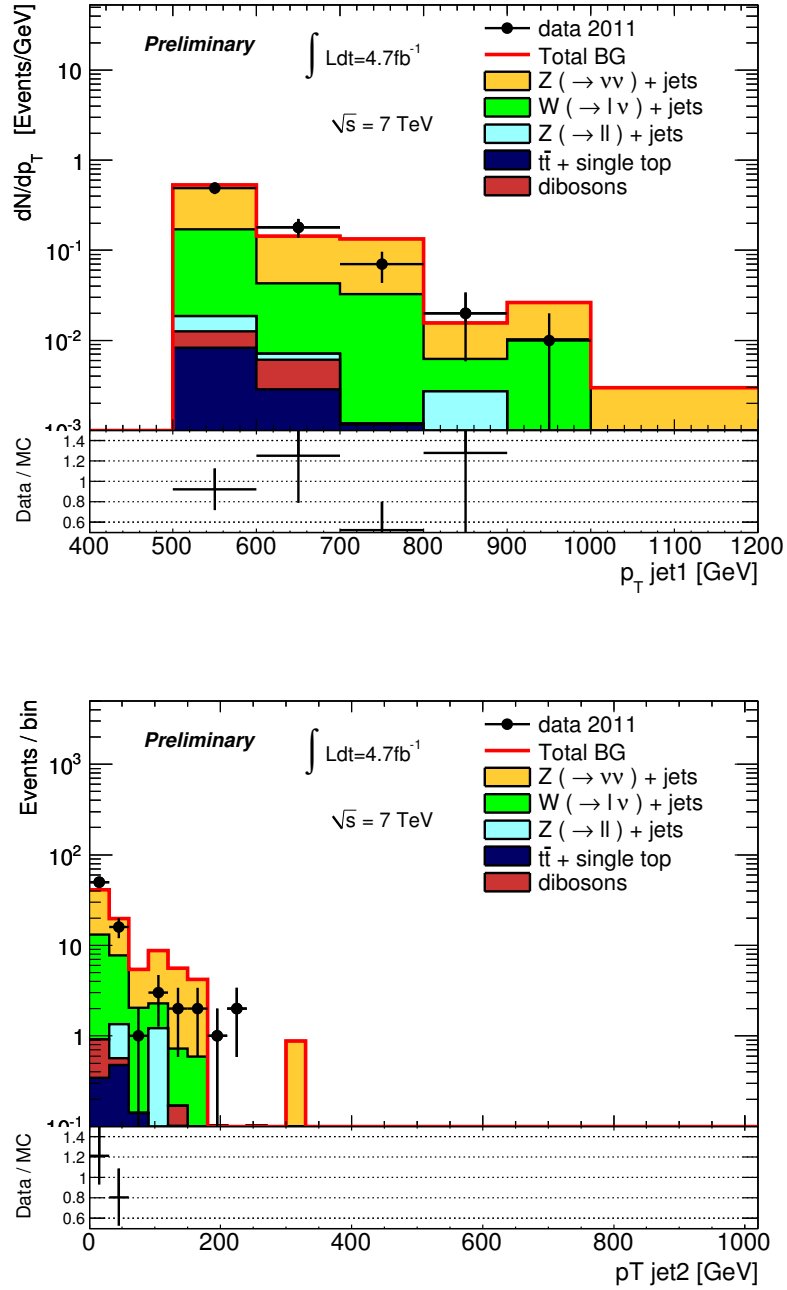 Preliminary
∫ Ldt=4.7fb⁻¹
√s = 7 TeV
data 2011
Total BG
Z ( → νν ) + jets
W ( → l ν ) + jets
Z ( → ll ) + jets
tt̄ + single top
dibosons
dN/dp_T [Events/GeV]
10
1
10⁻¹
10⁻²
10⁻³
Data / MC
1.4
1.2
1
0.8
0.6
400 500 600 700 800 900 1000 1100 1200
p_T jet1 [GeV]
Preliminary
∫ Ldt=4.7fb⁻¹
√s = 7 TeV
data 2011
Total BG
Z ( → νν ) + jets
W ( → l ν ) + jets
Z ( → ll ) + jets
tt̄ + single top
dibosons
Events / bin
10³
10²
10
1
10⁻¹
Data / MC
1.4
1.2
1
0.8
0.6
0 200 400 600 800 1000
pT jet2 [GeV]